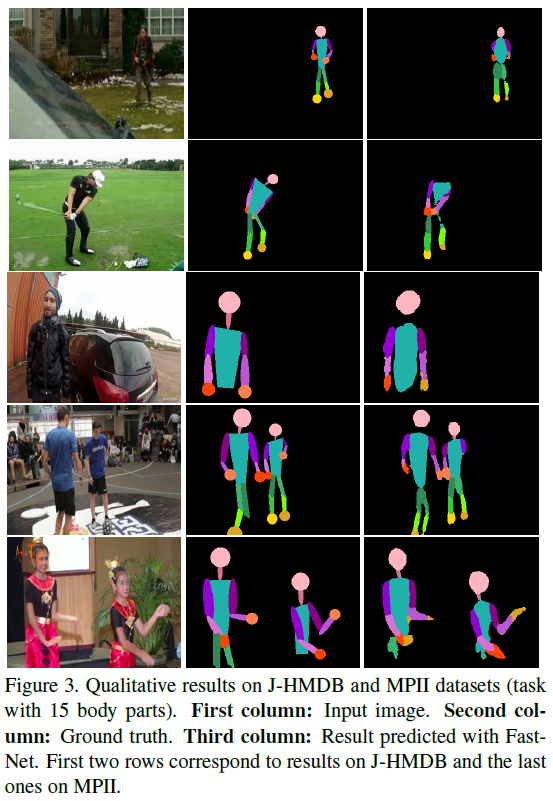 Figure 3. Qualitative results on J-HMDB and MPII datasets (task
with 15 body parts). First column: Input image. Second col-
umn: Ground truth. Third column: Result predicted with Fast-
Net. First two rows correspond to results on J-HMDB and the last
ones on MPII.